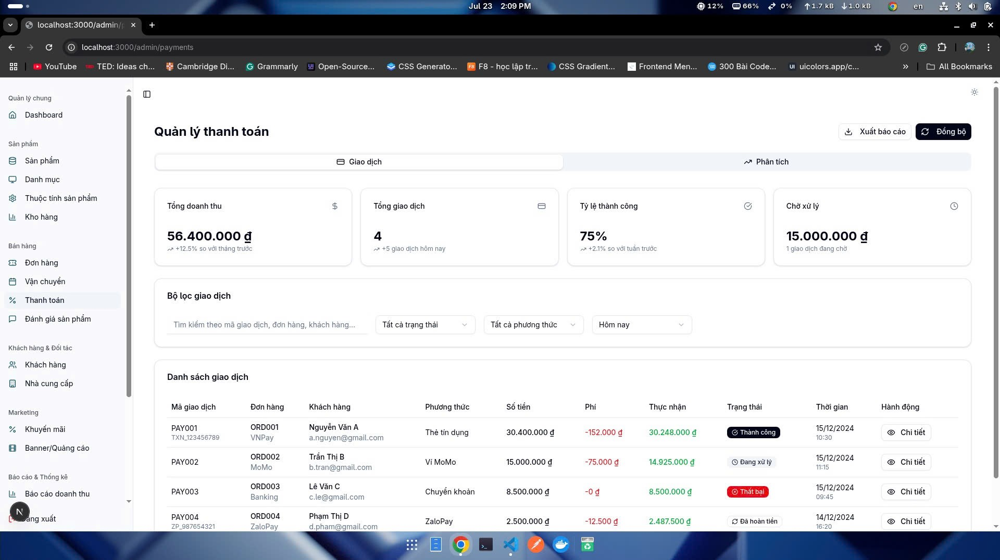 Jul 23 2:09 PM
12% 66% 0% 1.7 kB 1.0 kB en
localhost:3000/admin/p
localhost:3000/admin/payments
YouTube TED: Ideas ch... Cambridge Di... Grammarly Open-Source... CSS Generato... F8 - học lập tr... CSS Gradient... Frontend Men... 300 Bài Code... uicolors.app/c... All Bookmarks
Quản lý chung
Dashboard
Sản phẩm
Sản phẩm
Danh mục
Thuộc tính sản phẩm
Kho hàng
Bán hàng
Đơn hàng
Vận chuyển
Thanh toán
Đánh giá sản phẩm
Khách hàng & Đối tác
Khách hàng
Nhà cung cấp
Marketing
Khuyến mãi
Banner/Quảng cáo
Báo cáo & Thống kê
Báo cáo doanh thu
N
ăng xuất
Quản lý thanh toán
Xuất báo cáo
Đồng bộ
Giao dịch
Phân tích
Tổng doanh thu
$
56.400.000 ₫
+12.5% so với tháng trước
Tổng giao dịch
4
+5 giao dịch hôm nay
Tỷ lệ thành công
75%
+2.1% so với tuần trước
Chờ xử lý
15.000.000 ₫
1 giao dịch đang chờ
Bộ lọc giao dịch
Tìm kiếm theo mã giao dịch, đơn hàng, khách hàng...
Tất cả trạng thái
Tất cả phương thức
Hôm nay
Danh sách giao dịch
Mã giao dịch Đơn hàng Khách hàng Phương thức Số tiền Phí Thực nhận Trạng thái Thời gian Hành động
PAY001 ORD001 Nguyễn Văn A Thẻ tín dụng 30.400.000 ₫ -152.000 ₫ 30.248.000 ₫ Thành công 15/12/2024 Chi tiết
TXN_123456789 VNPay a.nguyen@gmail.com 10:30
PAY002 ORD002 Trần Thị B Ví MoMo 15.000.000 ₫ -75.000 ₫ 14.925.000 ₫ Đang xử lý 15/12/2024 Chi tiết
MoMo b.tran@gmail.com 11:15
PAY003 ORD003 Lê Văn C Chuyển khoản 8.500.000 ₫ -0 ₫ 8.500.000 ₫ Thất bại 15/12/2024 Chi tiết
Banking c.le@gmail.com 09:45
PAY004 ORD004 Phạm Thị D ZaloPay 2.500.000 ₫ -12.500 ₫ 2.487.500 ₫ Đã hoàn tiền 14/12/2024 Chi tiết
ZP_987654321 ZaloPay d.pham@gmail.com 16:20